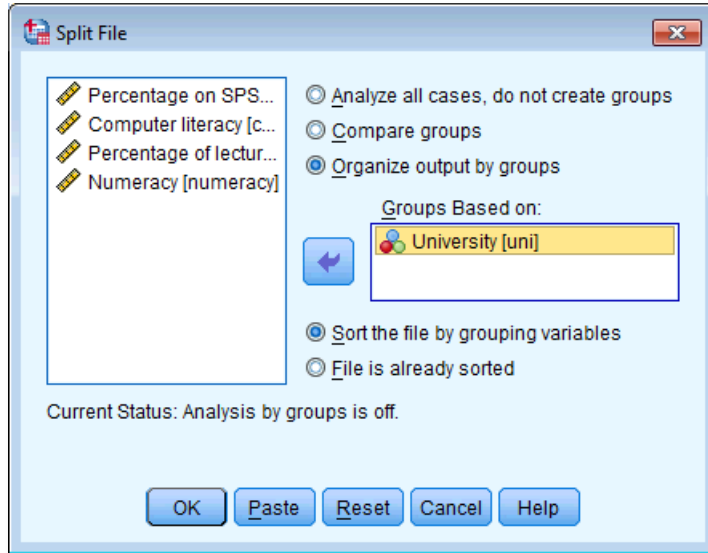 Split File
Percentage on SPS...
Computer literacy [c...
Percentage of lectur...
Numeracy [numeracy]
Analyze all cases, do not create groups
Compare groups
Organize output by groups
Groups Based on:
University [uni]
Sort the file by grouping variables
File is already sorted
Current Status: Analysis by groups is off.
OK
Paste
Reset
Cancel
Help